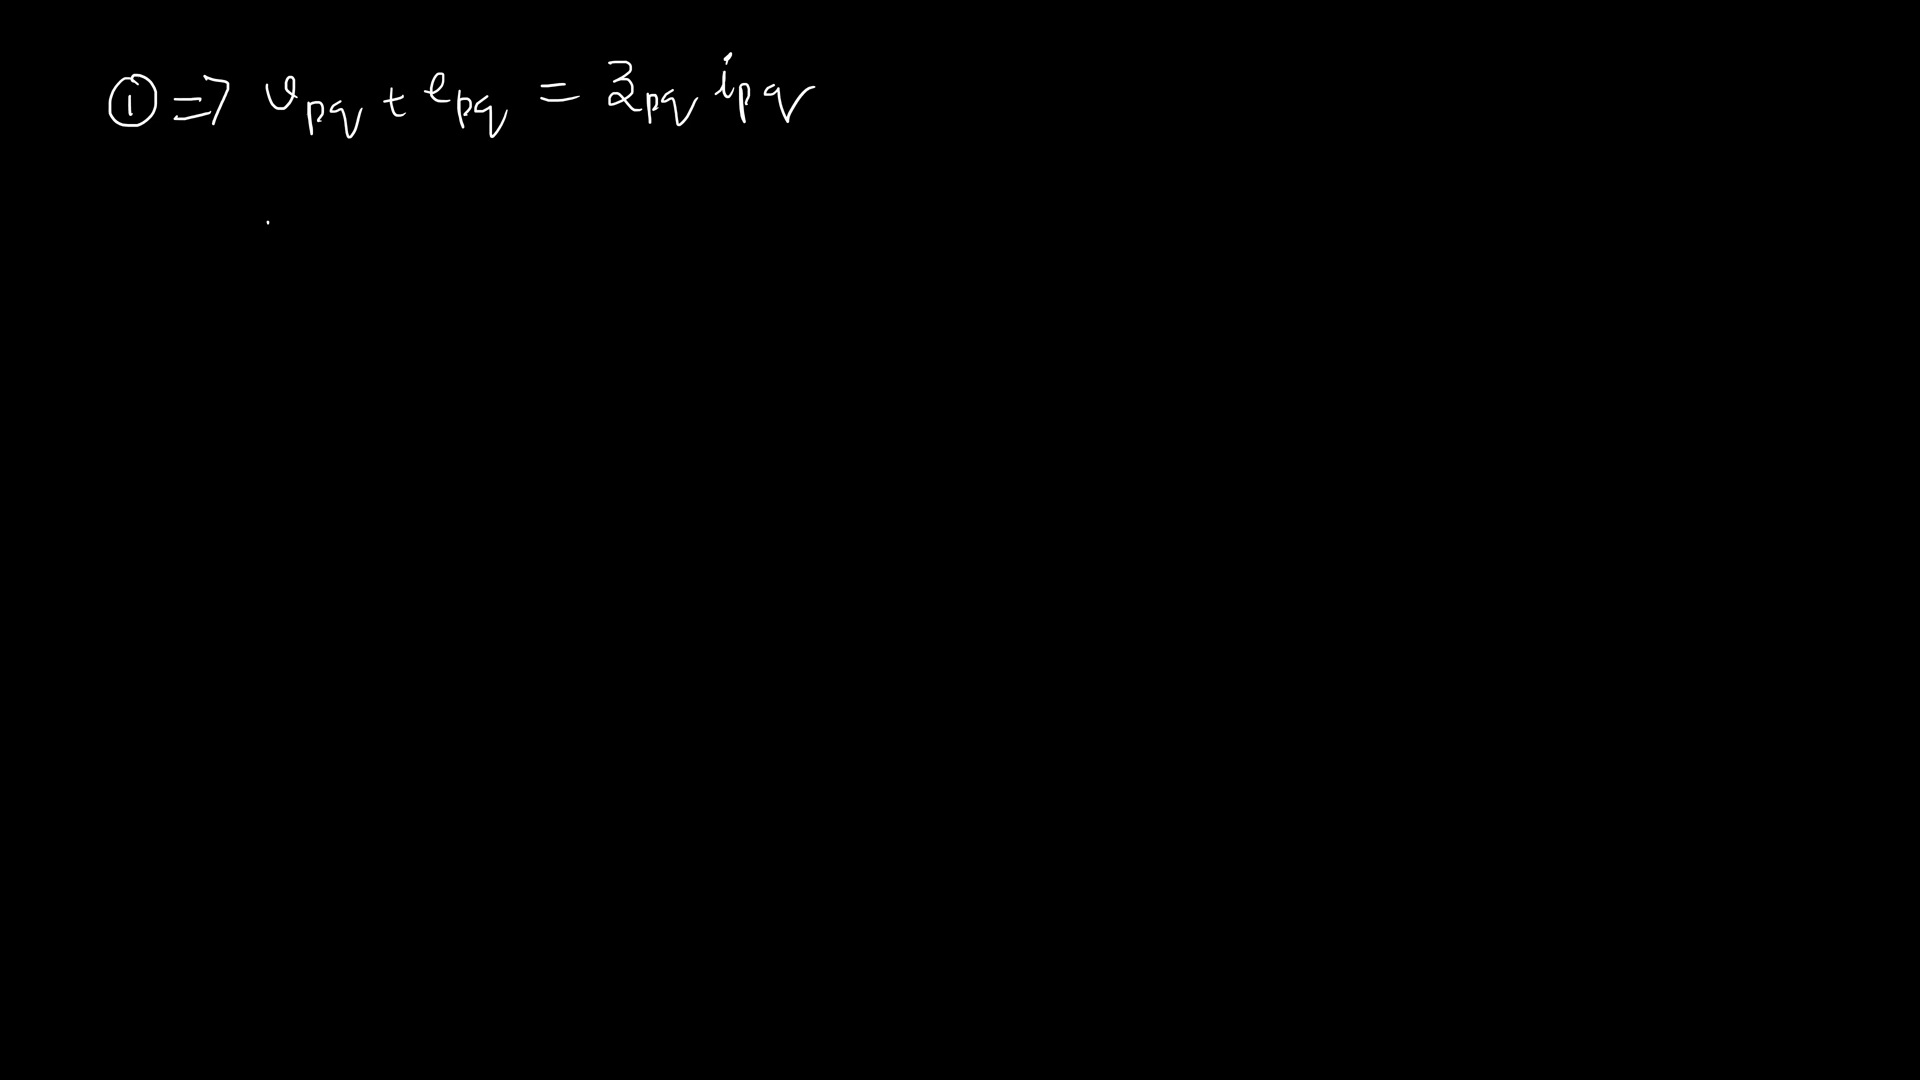 ① ⇒ v_pq + e_pq = z_pq i_pq